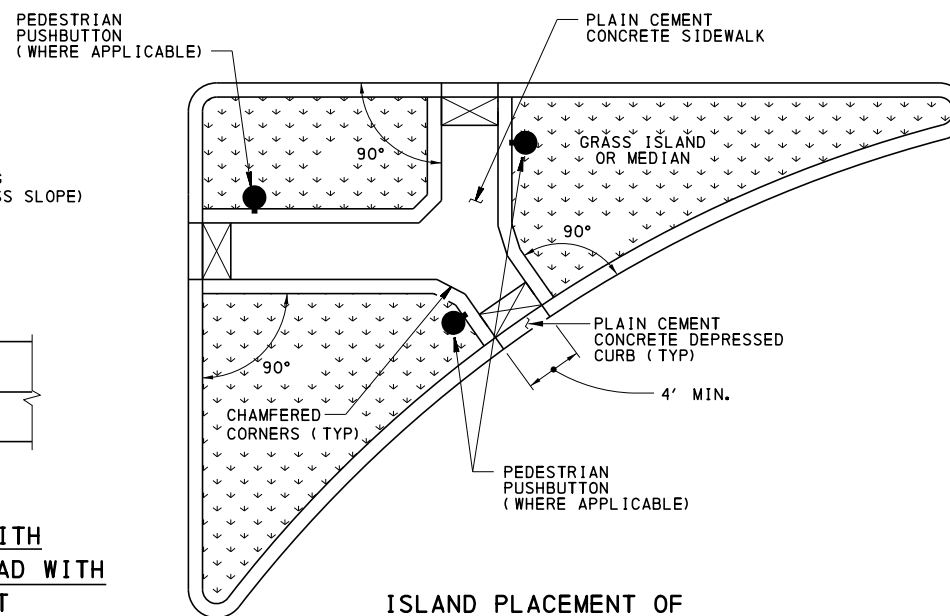 PEDESTRIAN
PUSHBUTTON
(WHERE APPLICABLE)
PLAIN CEMENT
CONCRETE SIDEWALK
90°
GRASS ISLAND
OR MEDIAN
SS SLOPE)
90°
PLAIN CEMENT
CONCRETE DEPRESSED
CURB (TYP)
90°
4' MIN.
CHAMFERED
CORNERS (TYP)
PEDESTRIAN
PUSHBUTTON
(WHERE APPLICABLE)
ITH
AD WITH
T
ISLAND PLACEMENT OF